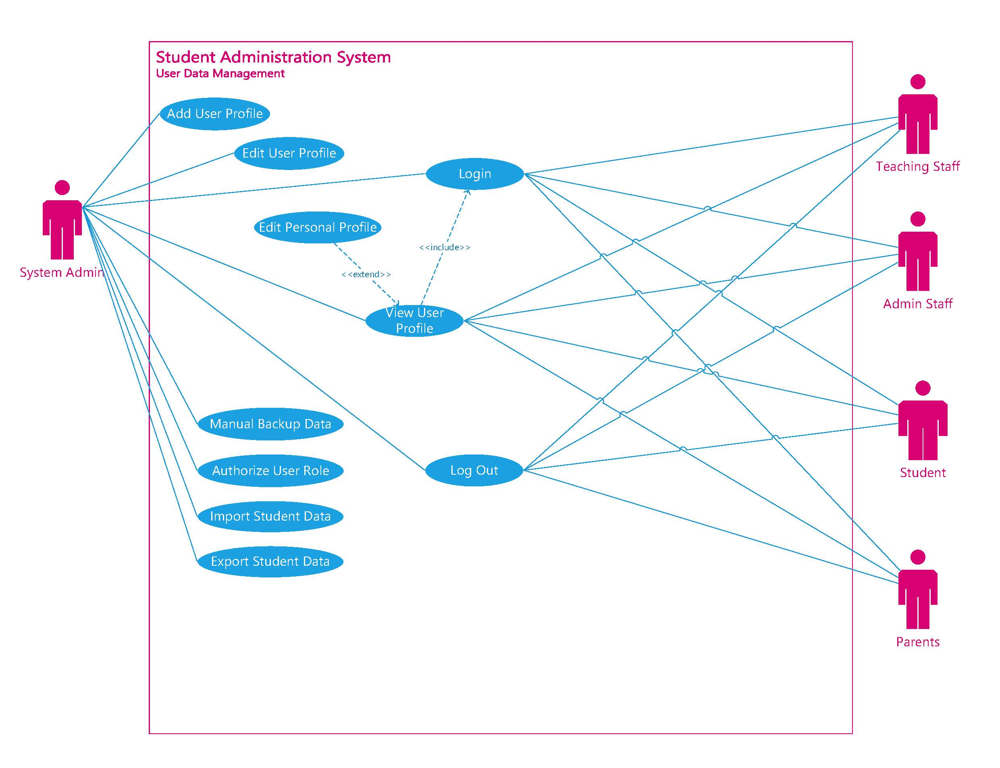 Student Administration System
User Data Management
Add User Profile
Edit User Profile
Login
Teaching Staff
Edit Personal Profile
<<include>>
System Admin
<<extend>>
Admin Staff
View User
Profile
Manual Backup Data
Authorize User Role
Log Out
Student
Import Student Data
Export Student Data
Parents